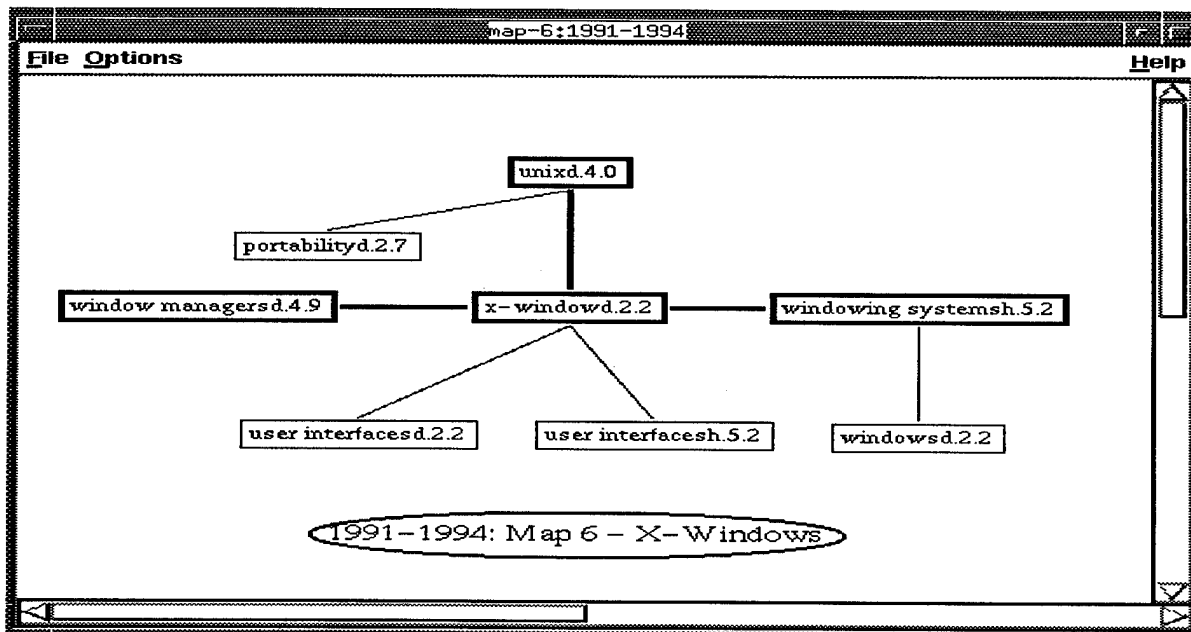 map-6:1991-1994
File Options Help
unixd.4.0
portabilityd.2.7
window managersd.4.9
x-windowd.2.2
windowing systemsh.5.2
user interfacesd.2.2
user interfacesh.5.2
windowsd.2.2
1991-1994: Map 6 - X-Windows